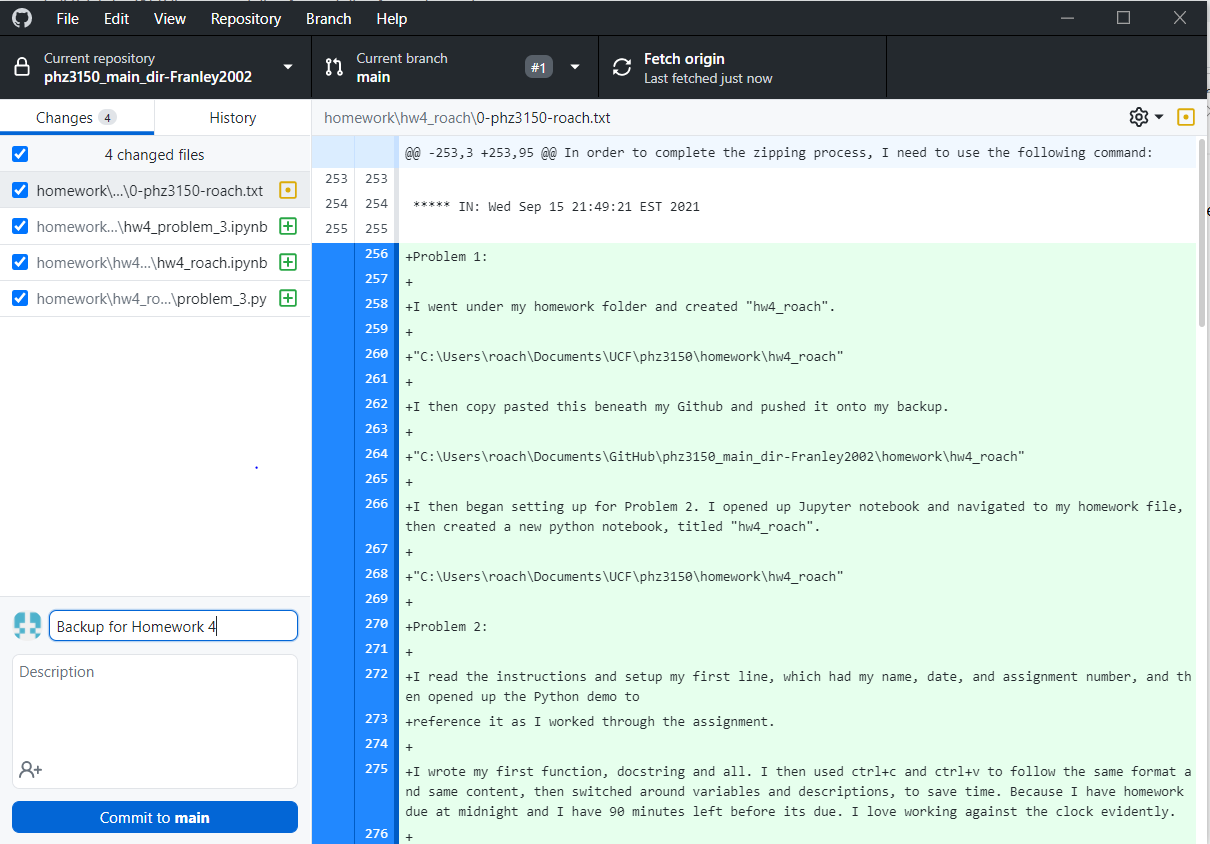 File Edit View Repository Branch Help
Current repository
phz3150_main_dir-Franley2002
Current branch
main
#1
Fetch origin
Last fetched just now
Changes 4
History
homework\hw4_roach\0-phz3150-roach.txt
4 changed files
homework\...\0-phz3150-roach.txt
homework...\hw4_problem_3.ipynb
homework\hw4...\hw4_roach.ipynb
homework\hw4_ro...\problem_3.py
Backup for Homework 4
Description
Commit to main
@@ -253,3 +253,95 @@ In order to complete the zipping process, I need to use the following command:
253 253
254 254 ***** IN: Wed Sep 15 21:49:21 EST 2021
255 255
256 +Problem 1:
257 +
258 +I went under my homework folder and created "hw4_roach".
259 +
260 +"C:\Users\roach\Documents\UCF\phz3150\homework\hw4_roach"
261 +
262 +I then copy pasted this beneath my Github and pushed it onto my backup.
263 +
264 +"C:\Users\roach\Documents\GitHub\phz3150_main_dir-Franley2002\homework\hw4_roach"
265 +
266 +I then began setting up for Problem 2. I opened up Jupyter notebook and navigated to my homework file,
then created a new python notebook, titled "hw4_roach".
267 +
268 +"C:\Users\roach\Documents\UCF\phz3150\homework\hw4_roach"
269 +
270 +Problem 2:
271 +
272 +I read the instructions and setup my first line, which had my name, date, and assignment number, and th
en opened up the Python demo to
273 +reference it as I worked through the assignment.
274 +
275 +I wrote my first function, docstring and all. I then used ctrl+c and ctrl+v to follow the same format a
nd same content, then switched around variables and descriptions, to save time. Because I have homework
due at midnight and I have 90 minutes left before its due. I love working against the clock evidently.
276 +